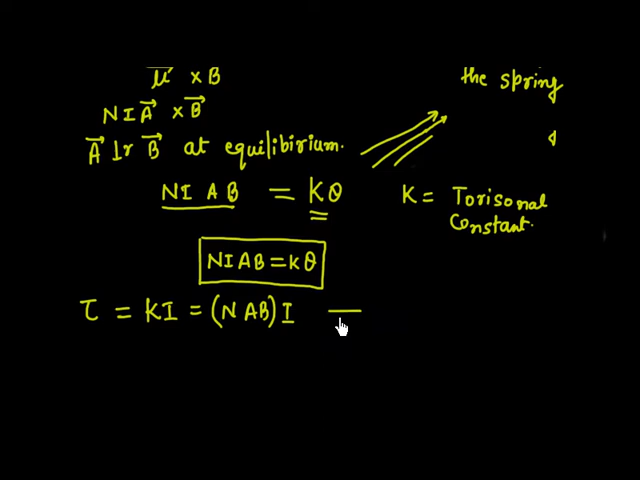 μ⃗ × B
the spring
NIA⃗ × B⃗
A⃗ ⊥r B⃗ at equilibirium.
NI AB = Kθ
K = Torisonal
Constant.
NIAB = Kθ
τ = KI = (NAB) I